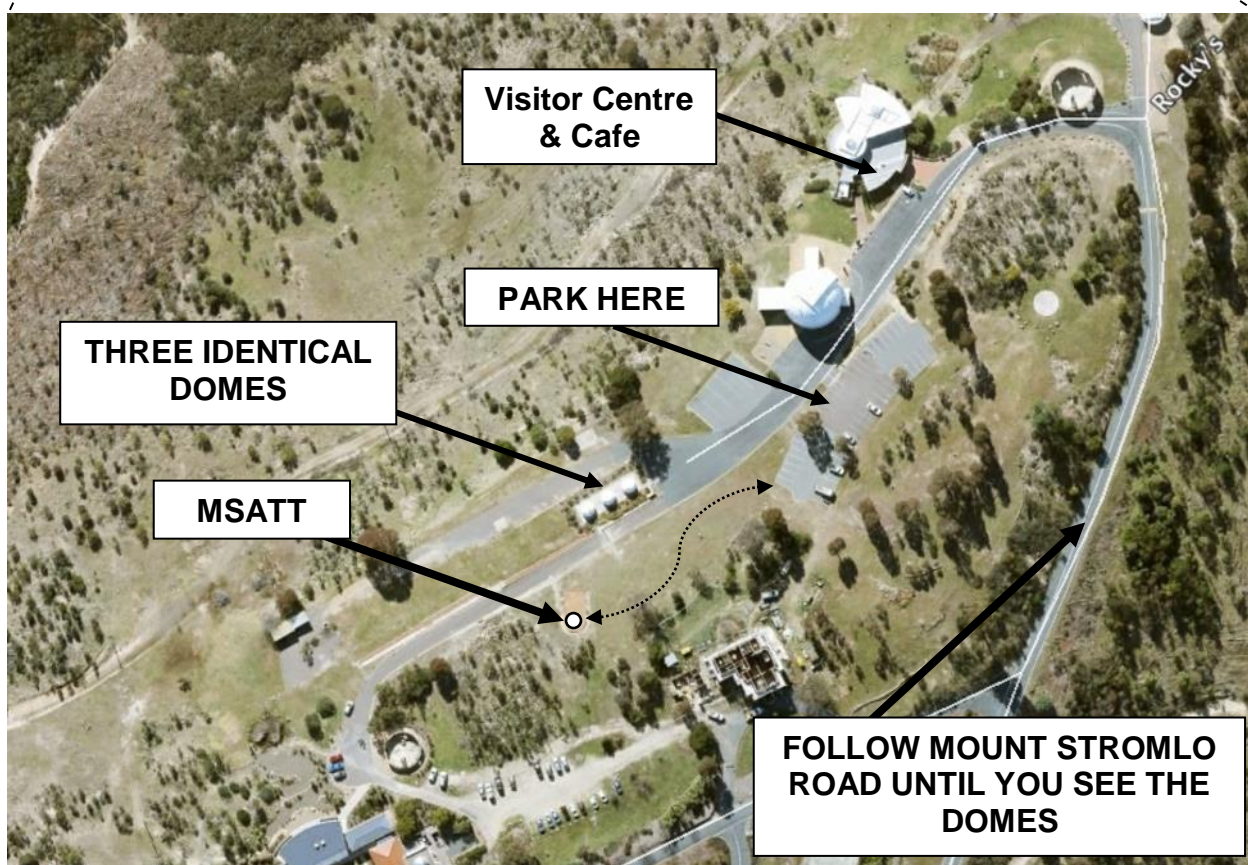 Visitor Centre
& Cafe
Rocky's
PARK HERE
THREE IDENTICAL
DOMES
MSATT
FOLLOW MOUNT STROMLO
ROAD UNTIL YOU SEE THE
DOMES